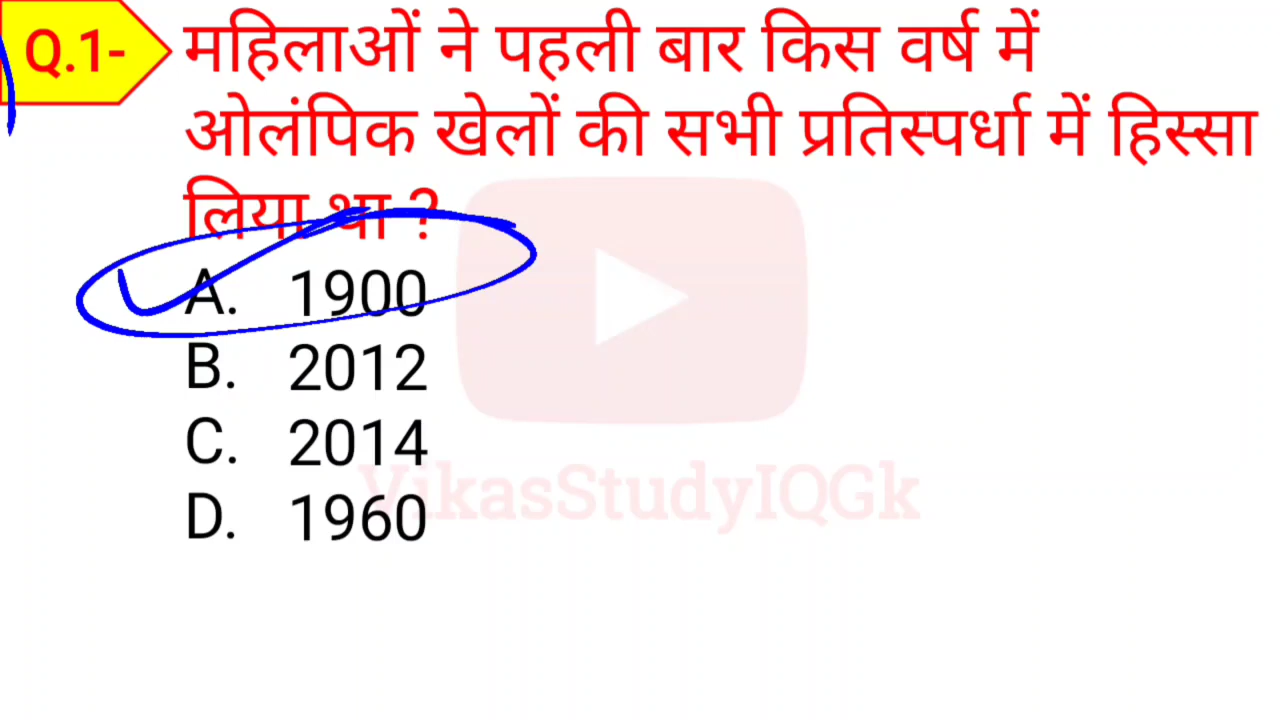 Q.1- महिलाओं ने पहली बार किस वर्ष में
ओलंपिक खेलों की सभी प्रतिस्पर्धा में हिस्सा
लिया था ?
A. 1900
B. 2012
C. 2014
D. 1960
VikasStudyIQGk